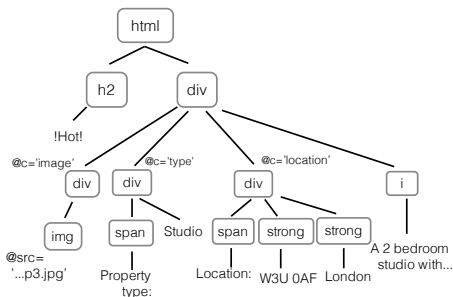 html
h2
div
!Hot!
@c='image'
@c='type'
@c='location'
div
div
div
i
img
span
Studio
span
strong
strong
@src=
'...p3.jpg'
Property
type:
Location:
W3U 0AF
London
A 2 bedroom
studio with...